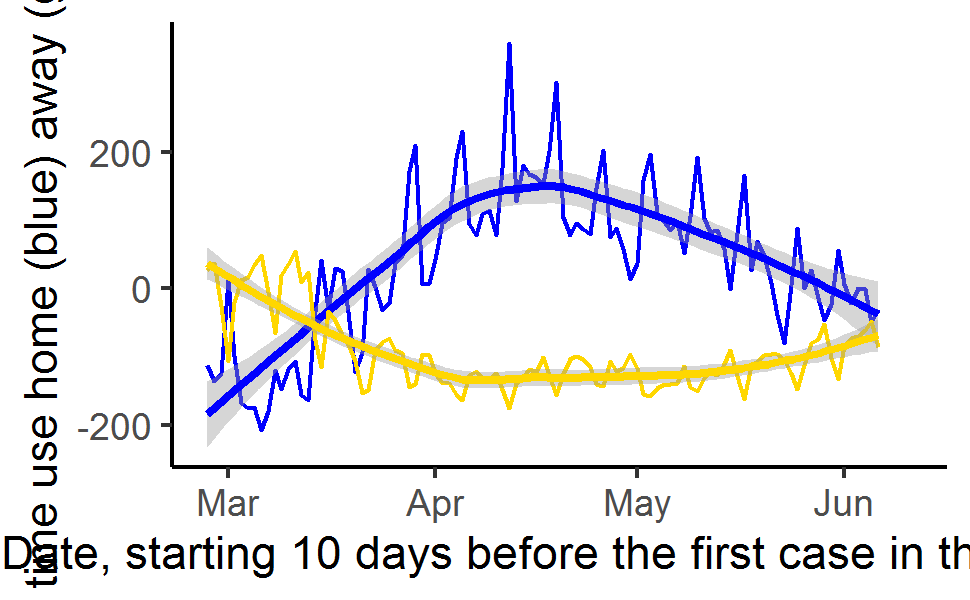 time use home (blue) away (
200
0
-200
Mar Apr May Jun
Date, starting 10 days before the first case in th